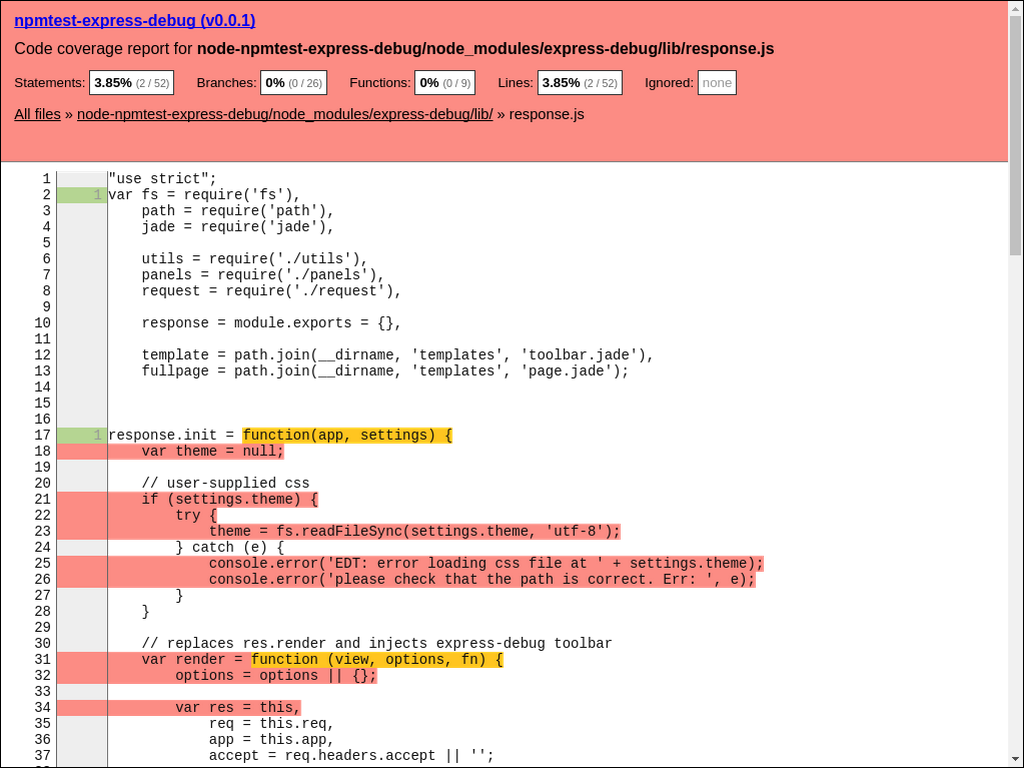 npmtest-express-debug (v0.0.1)
Code coverage report for node-npmtest-express-debug/node_modules/express-debug/lib/response.js
Statements: 3.85% (2 / 52) Branches: 0% (0 / 26) Functions: 0% (0 / 9) Lines: 3.85% (2 / 52) Ignored: none
All files » node-npmtest-express-debug/node_modules/express-debug/lib/ » response.js
1 "use strict";
2 1 var fs = require('fs'),
3     path = require('path'),
4     jade = require('jade'),
5
6     utils = require('./utils'),
7     panels = require('./panels'),
8     request = require('./request'),
9
10     response = module.exports = {},
11
12     template = path.join(__dirname, 'templates', 'toolbar.jade'),
13     fullpage = path.join(__dirname, 'templates', 'page.jade');
14
15
16
17 1 response.init = function(app, settings) {
18     var theme = null;
19
20     // user-supplied css
21     if (settings.theme) {
22         try {
23             theme = fs.readFileSync(settings.theme, 'utf-8');
24         } catch (e) {
25             console.error('EDT: error loading css file at ' + settings.theme);
26             console.error('please check that the path is correct. Err: ', e);
27         }
28     }
29
30     // replaces res.render and injects express-debug toolbar
31     var render = function (view, options, fn) {
32         options = options || {};
33
34         var res = this,
35             req = this.req,
36             app = this.app,
37             accept = req.headers.accept || '';